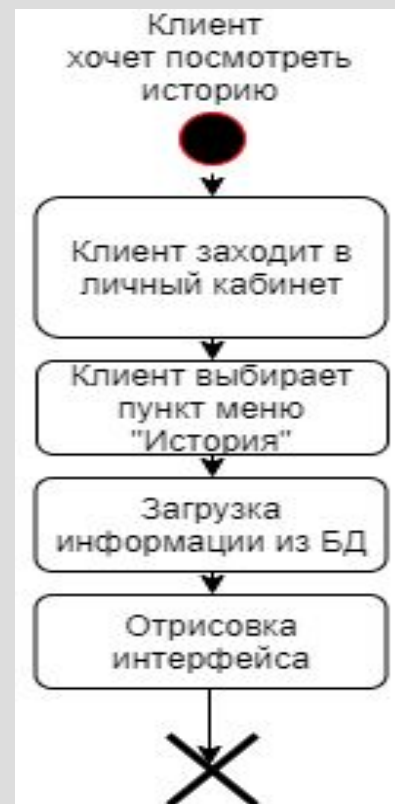 Клиент
хочет посмотреть
историю
Клиент заходит в
личный кабинет
Клиент выбирает
пункт меню
"История"
Загрузка
информации из БД
Отрисовка
интерфейса